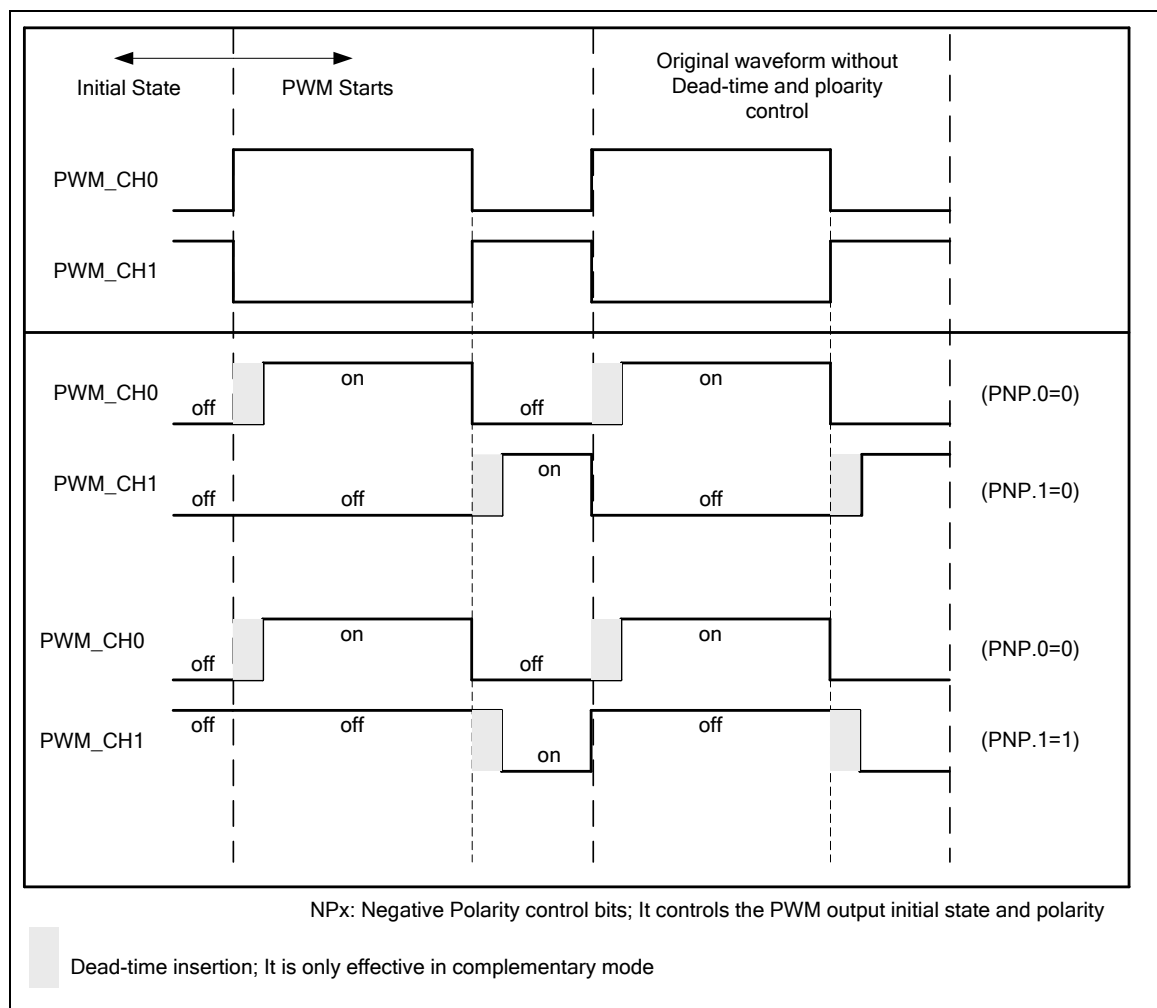 Initial State
PWM Starts
Original waveform without
Dead-time and ploarity
control
PWM_CH0
PWM_CH1
PWM_CH0
off
on
off
on
(PNP.0=0)
PWM_CH1
off
off
on
off
(PNP.1=0)
PWM_CH0
off
on
off
on
(PNP.0=0)
PWM_CH1
off
off
on
off
(PNP.1=1)
NPx: Negative Polarity control bits; It controls the PWM output initial state and polarity
Dead-time insertion; It is only effective in complementary mode